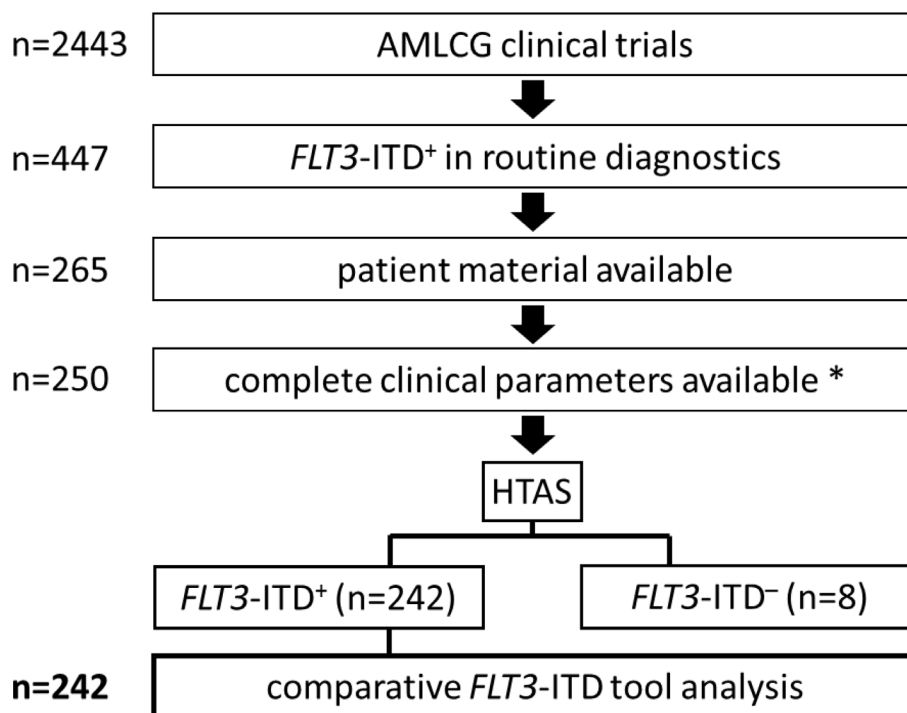 n=2443 AMLCG clinical trials
n=447 FLT3-ITD⁺ in routine diagnostics
n=265 patient material available
n=250 complete clinical parameters available *
HTAS
FLT3-ITD⁺ (n=242) FLT3-ITD⁻ (n=8)
n=242 comparative FLT3-ITD tool analysis